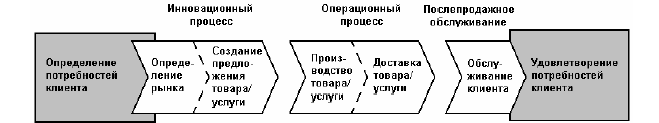 Инновационный
процесс
Операционный
процесс
Послепродажное
обслуживание
Определение
потребностей
клиента
Опреде-
ление
рынка
Создание
предло-
жения
товара/
услуги
Произ-
водство
товара/
услуги
Доставка
товара/
услуги
Обслу-
живание
клиента
Удовлетворение
потребностей
клиента